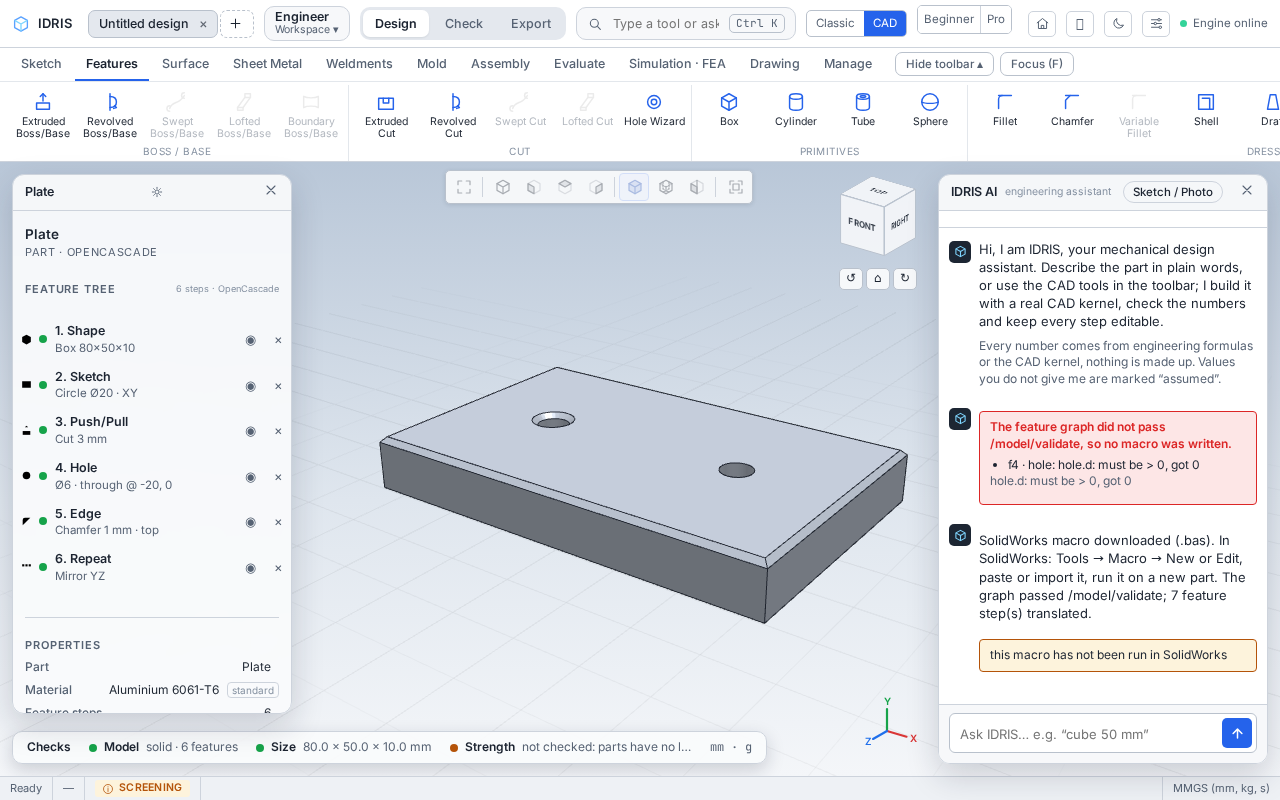 IDRIS
Untitled design ×
+
Engineer
Workspace ▾
Design
Check
Export
Type a tool or ask
Ctrl K
Classic
CAD
Beginner
Pro
Engine online
Sketch
Features
Surface
Sheet Metal
Weldments
Mold
Assembly
Evaluate
Simulation · FEA
Drawing
Manage
Hide toolbar ▴
Focus (F)
Extruded Boss/Base
Revolved Boss/Base
Swept Boss/Base
Lofted Boss/Base
Boundary Boss/Base
BOSS / BASE
Extruded Cut
Revolved Cut
Swept Cut
Lofted Cut
Hole Wizard
CUT
Box
Cylinder
Tube
Sphere
PRIMITIVES
Fillet
Chamfer
Variable Fillet
Shell
DRESS
Plate
Plate
PART · OPENCASCADE
FEATURE TREE
6 steps · OpenCascade
1. Shape
Box 80×50×10
2. Sketch
Circle Ø20 · XY
3. Push/Pull
Cut 3 mm
4. Hole
Ø6 · through @ -20, 0
5. Edge
Chamfer 1 mm · top
6. Repeat
Mirror YZ
PROPERTIES
Part Plate
Material Aluminium 6061-T6 standard
Feature steps 6
TOP
FRONT
RIGHT
Y
Z
X
IDRIS AI engineering assistant
Sketch / Photo
Hi, I am IDRIS, your mechanical design
assistant. Describe the part in plain words,
or use the CAD tools in the toolbar; I build it
with a real CAD kernel, check the numbers
and keep every step editable.
Every number comes from engineering formulas
or the CAD kernel, nothing is made up. Values
you do not give me are marked “assumed”.
The feature graph did not pass
/model/validate, so no macro was written.
• f4 · hole: hole.d: must be > 0, got 0
hole.d: must be > 0, got 0
SolidWorks macro downloaded (.bas). In
SolidWorks: Tools → Macro → New or Edit,
paste or import it, run it on a new part. The
graph passed /model/validate; 7 feature
step(s) translated.
this macro has not been run in SolidWorks
Ask IDRIS… e.g. “cube 50 mm”
Checks
Model solid · 6 features
Size 80.0 × 50.0 × 10.0 mm
Strength not checked: parts have no l…
mm · g
Ready
—
SCREENING
MMGS (mm, kg, s)